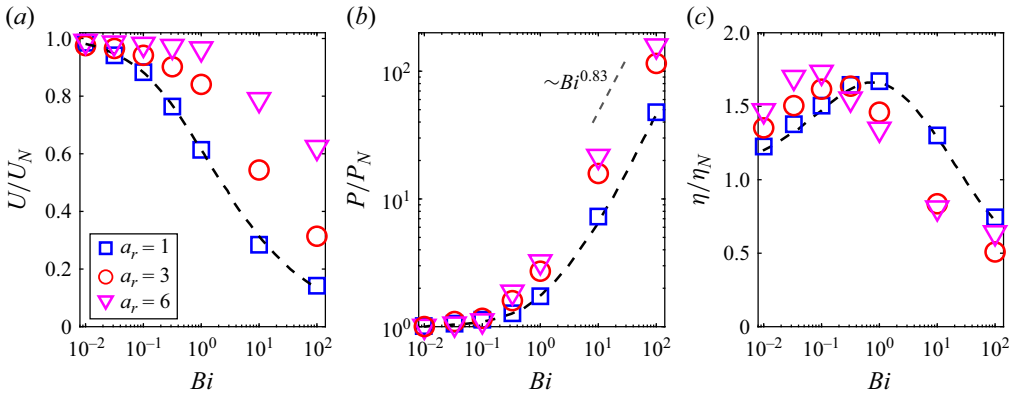 (a)
U/U_N
1.0
0.8
0.6
0.4
0.2
0
a_r = 1
a_r = 3
a_r = 6
10^−2 10^−1 10^0 10^1 10^2
Bi
(b)
P/P_N
10^2
10^1
10^0
~Bi^0.83
10^−2 10^−1 10^0 10^1 10^2
Bi
(c)
η/η_N
2.0
1.5
1.0
0.5
0
10^−2 10^−1 10^0 10^1 10^2
Bi